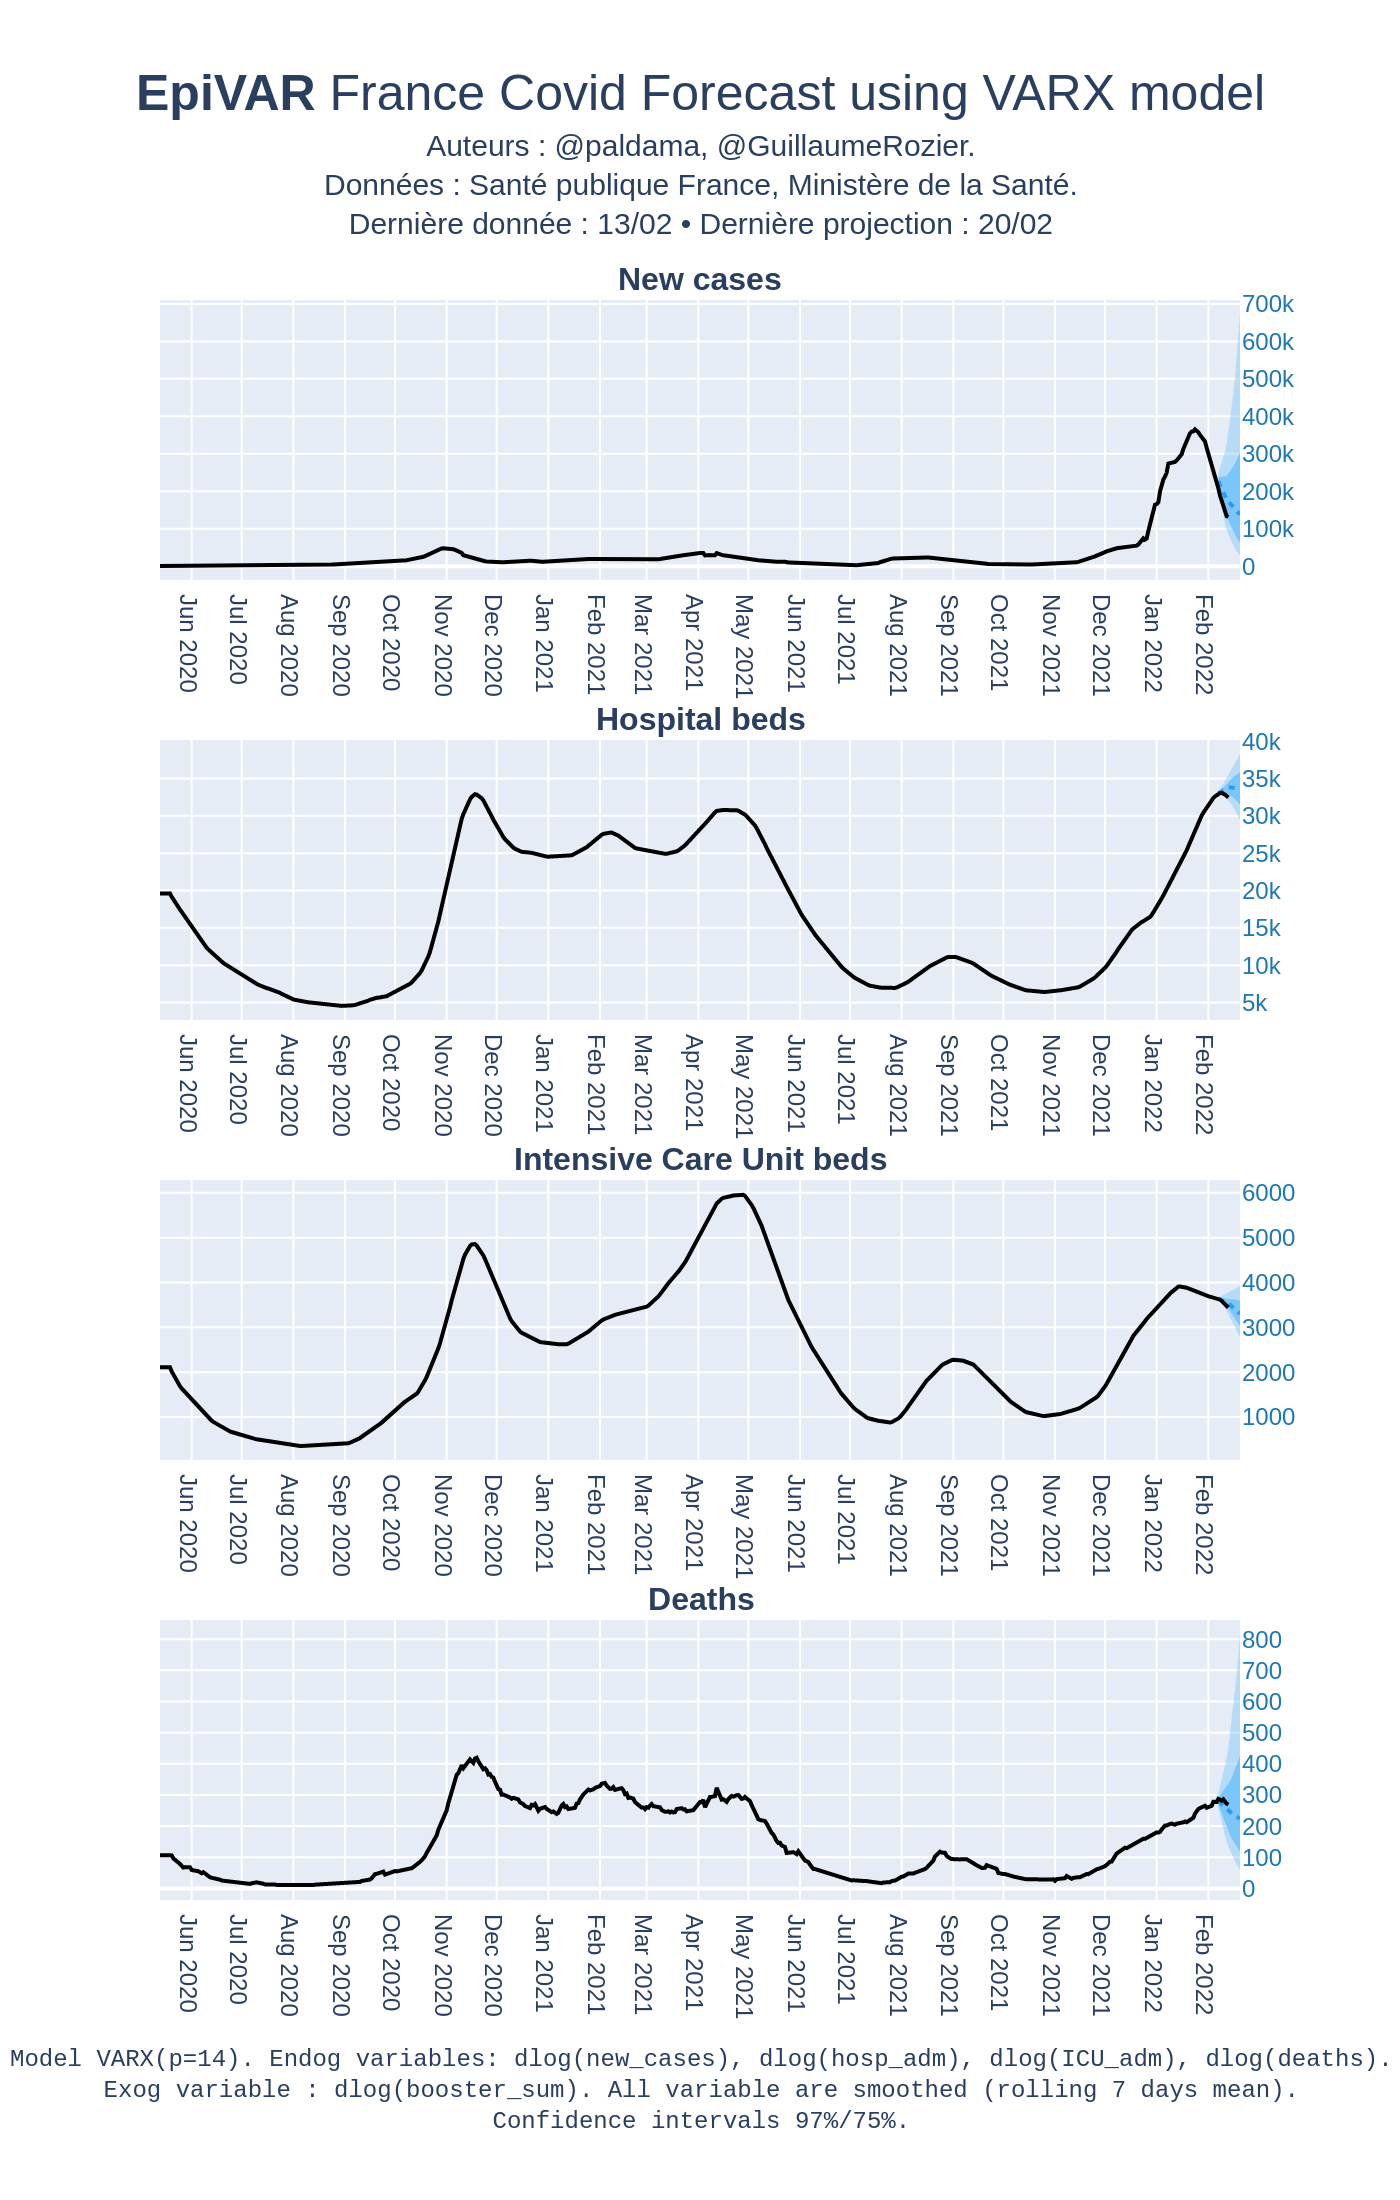 EpiVAR France Covid Forecast using VARX model
Auteurs : @paldama, @GuillaumeRozier.
Données : Santé publique France, Ministère de la Santé.
Dernière donnée : 13/02 • Dernière projection : 20/02
New cases
700k
600k
500k
400k
300k
200k
100k
0
Jun 2020
Jul 2020
Aug 2020
Sep 2020
Oct 2020
Nov 2020
Dec 2020
Jan 2021
Feb 2021
Mar 2021
Apr 2021
May 2021
Jun 2021
Jul 2021
Aug 2021
Sep 2021
Oct 2021
Nov 2021
Dec 2021
Jan 2022
Feb 2022
Hospital beds
40k
35k
30k
25k
20k
15k
10k
5k
Jun 2020
Jul 2020
Aug 2020
Sep 2020
Oct 2020
Nov 2020
Dec 2020
Jan 2021
Feb 2021
Mar 2021
Apr 2021
May 2021
Jun 2021
Jul 2021
Aug 2021
Sep 2021
Oct 2021
Nov 2021
Dec 2021
Jan 2022
Feb 2022
Intensive Care Unit beds
6000
5000
4000
3000
2000
1000
Jun 2020
Jul 2020
Aug 2020
Sep 2020
Oct 2020
Nov 2020
Dec 2020
Jan 2021
Feb 2021
Mar 2021
Apr 2021
May 2021
Jun 2021
Jul 2021
Aug 2021
Sep 2021
Oct 2021
Nov 2021
Dec 2021
Jan 2022
Feb 2022
Deaths
800
700
600
500
400
300
200
100
0
Jun 2020
Jul 2020
Aug 2020
Sep 2020
Oct 2020
Nov 2020
Dec 2020
Jan 2021
Feb 2021
Mar 2021
Apr 2021
May 2021
Jun 2021
Jul 2021
Aug 2021
Sep 2021
Oct 2021
Nov 2021
Dec 2021
Jan 2022
Feb 2022
Model VARX(p=14). Endog variables: dlog(new_cases), dlog(hosp_adm), dlog(ICU_adm), dlog(deaths).
Exog variable : dlog(booster_sum). All variable are smoothed (rolling 7 days mean).
Confidence intervals 97%/75%.